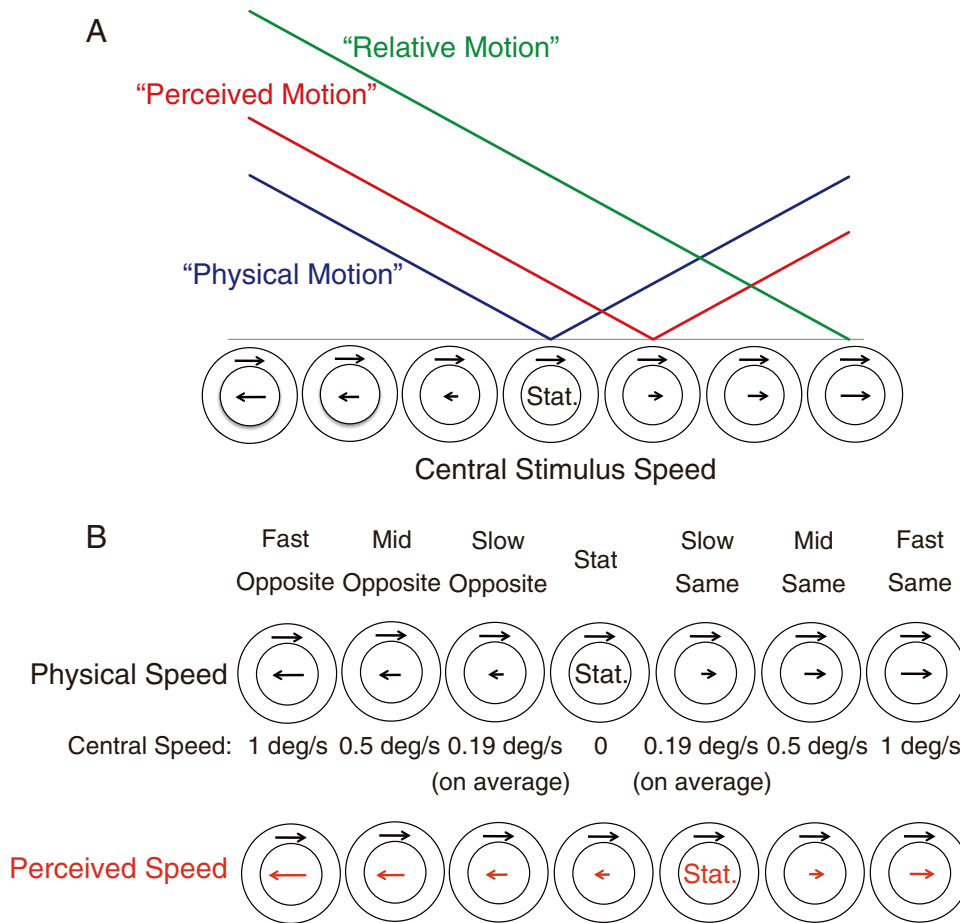 A
“Relative Motion”
“Perceived Motion”
“Physical Motion”
Stat.
Central Stimulus Speed
B
Fast Opposite
Mid Opposite
Slow Opposite
Stat
Slow Same
Mid Same
Fast Same
Physical Speed
Stat.
Central Speed: 1 deg/s 0.5 deg/s 0.19 deg/s 0 0.19 deg/s 0.5 deg/s 1 deg/s
(on average) (on average)
Perceived Speed
Stat.